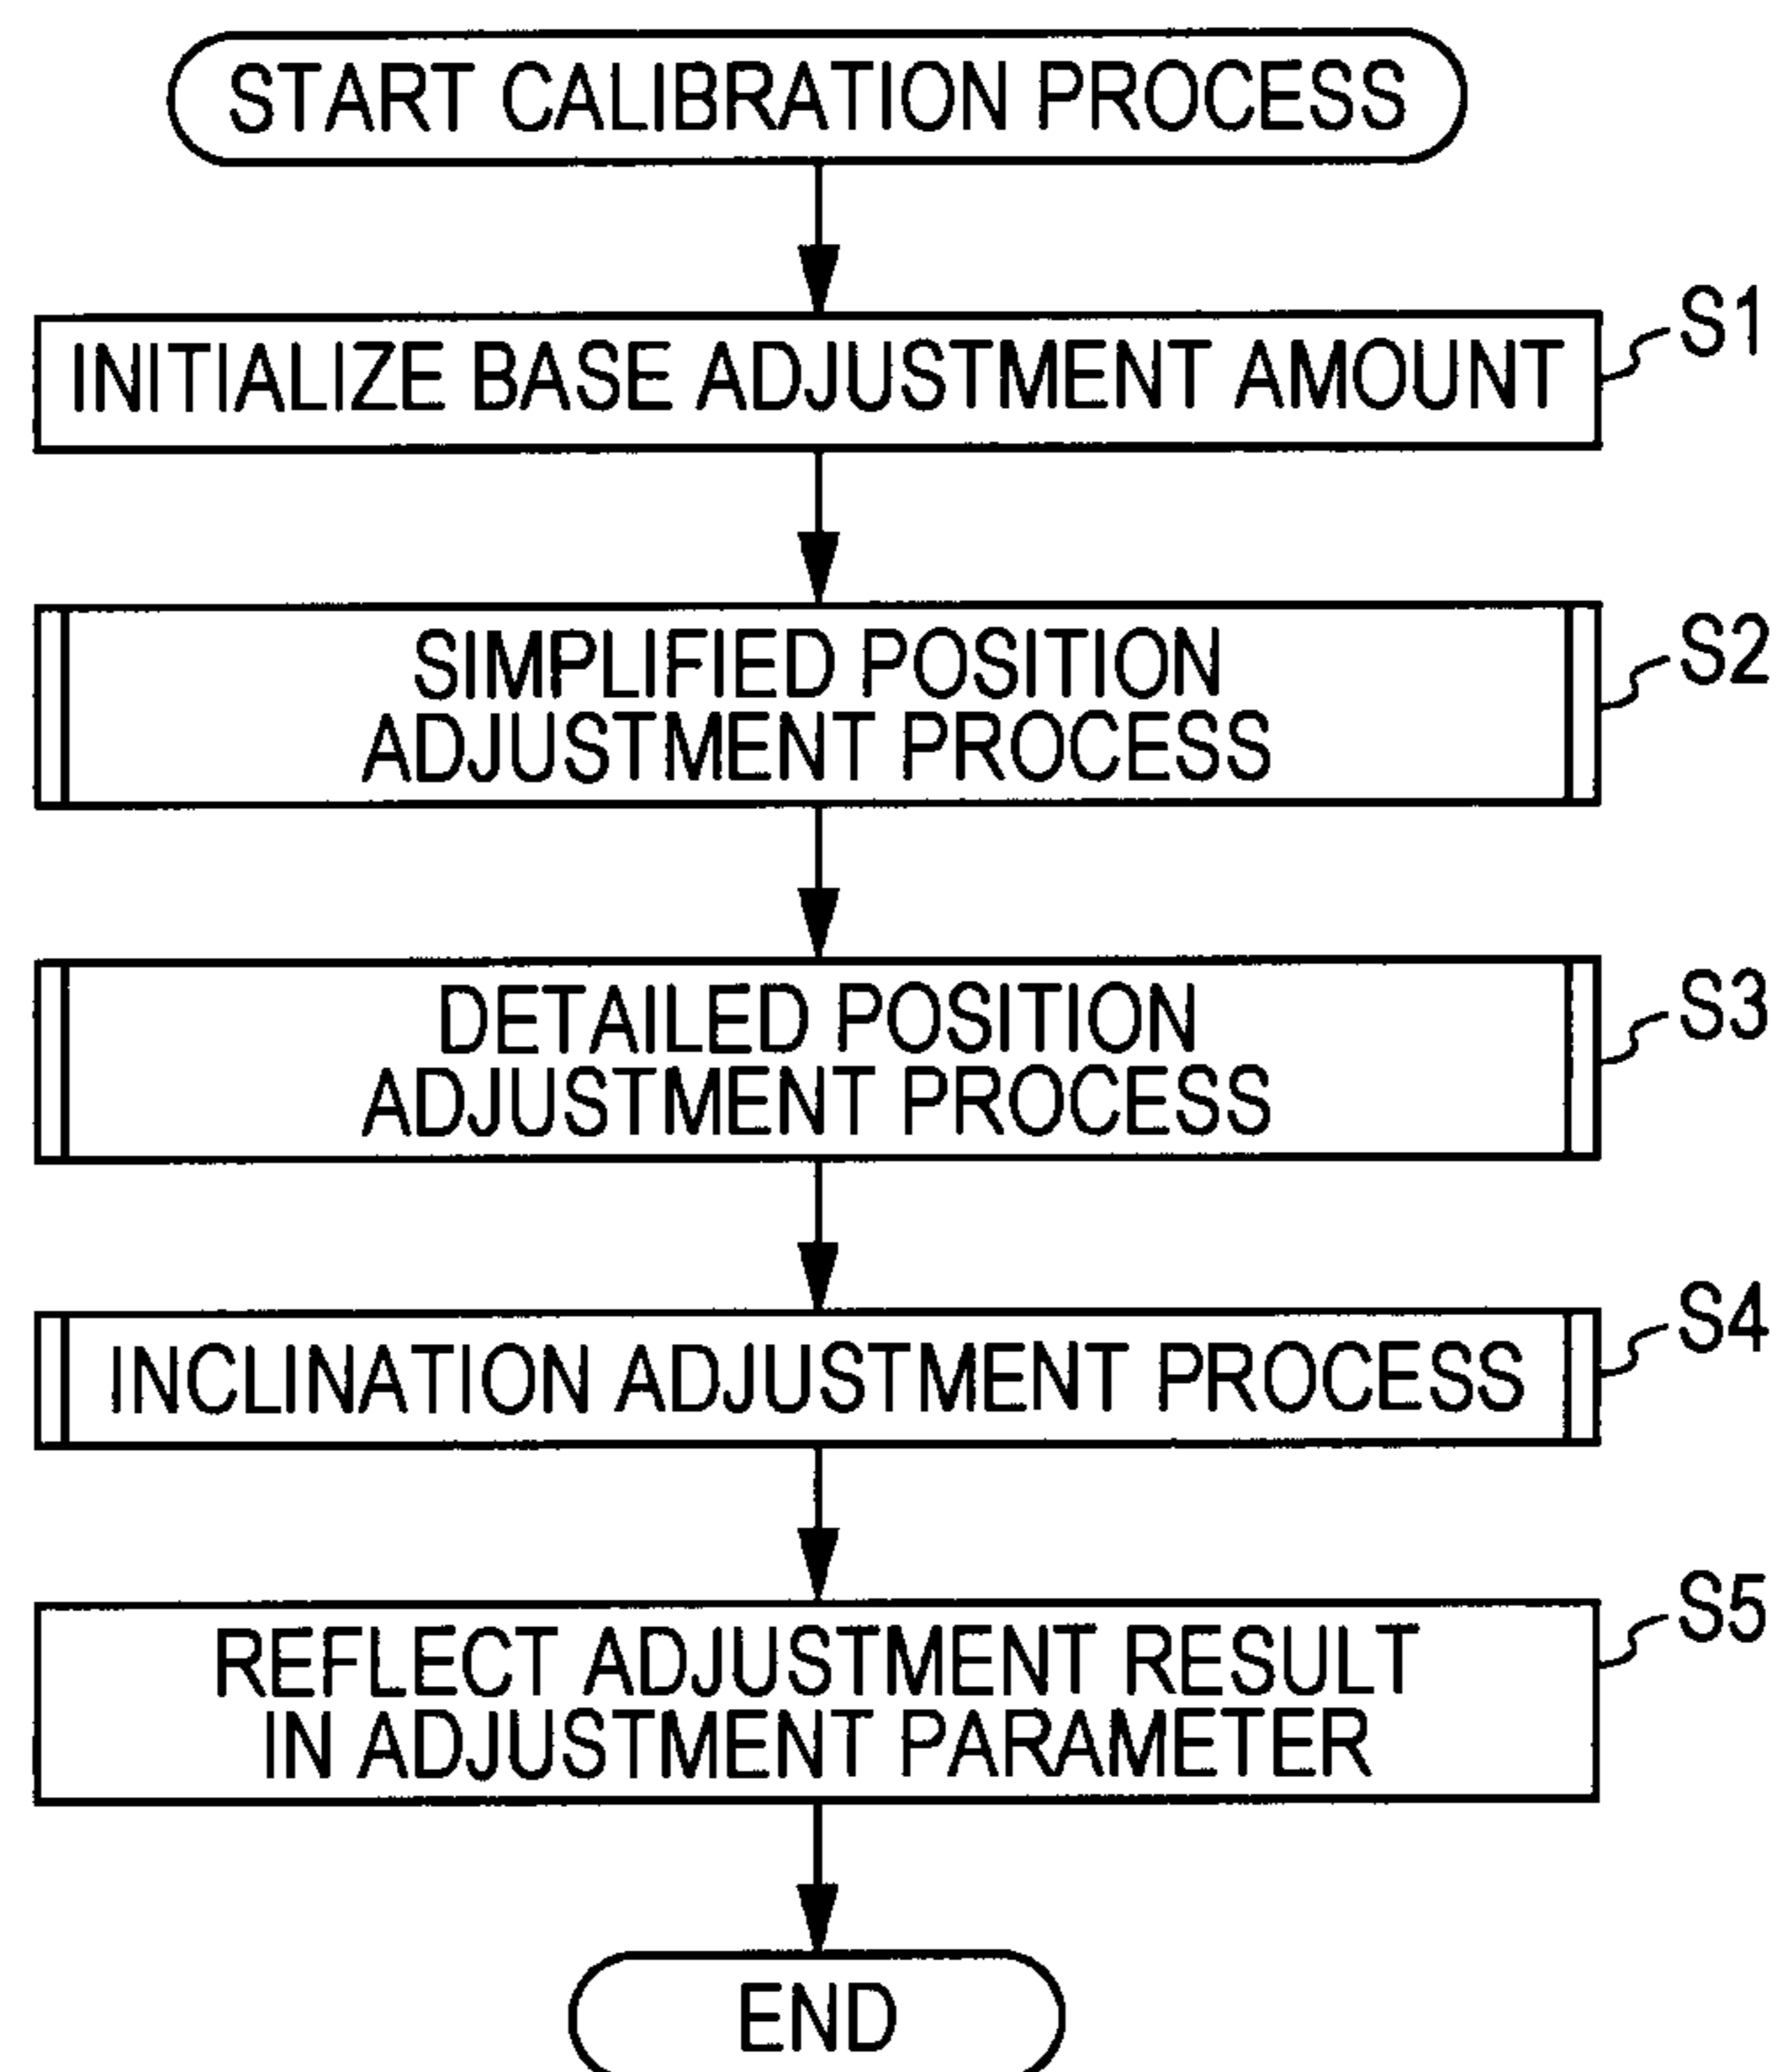 START CALIBRATION PROCESS
INITIALIZE BASE ADJUSTMENT AMOUNT
S1
SIMPLIFIED POSITION
ADJUSTMENT PROCESS
S2
DETAILED POSITION
ADJUSTMENT PROCESS
S3
INCLINATION ADJUSTMENT PROCESS
S4
REFLECT ADJUSTMENT RESULT
IN ADJUSTMENT PARAMETER
S5
END